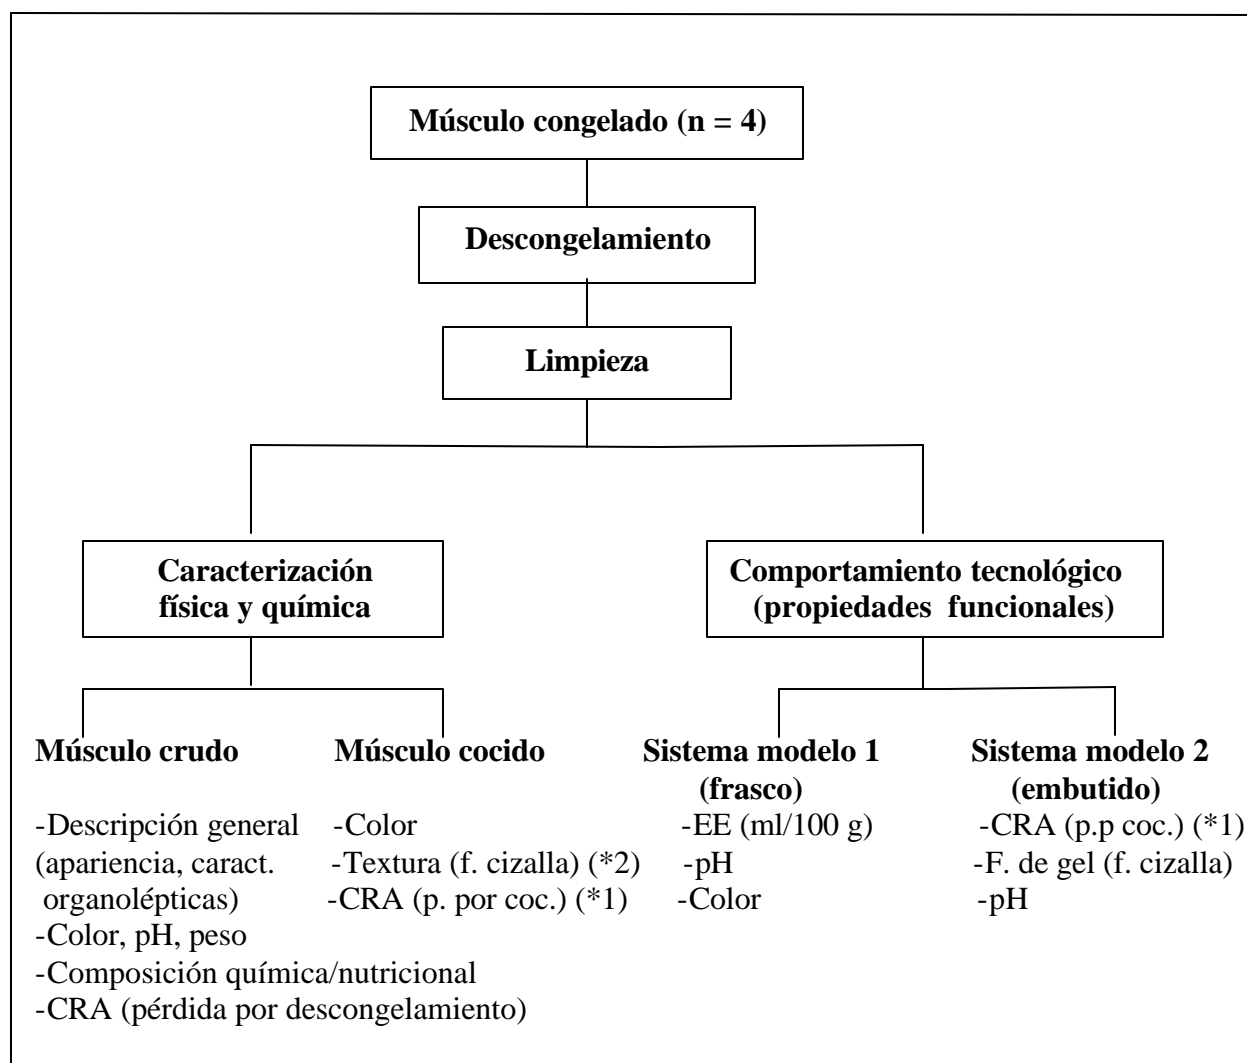 Músculo congelado (n = 4)
Descongelamiento
Limpieza
Caracterización
física y química
Comportamiento tecnológico
(propiedades funcionales)
Músculo crudo
-Descripción general
(apariencia, caract.
organolépticas)
-Color, pH, peso
-Composición química/nutricional
-CRA (pérdida por descongelamiento)
Músculo cocido
-Color
-Textura (f. cizalla) (*2)
-CRA (p. por coc.) (*1)
Sistema modelo 1
(frasco)
-EE (ml/100 g)
-pH
-Color
Sistema modelo 2
(embutido)
-CRA (p.p coc.) (*1)
-F. de gel (f. cizalla)
-pH